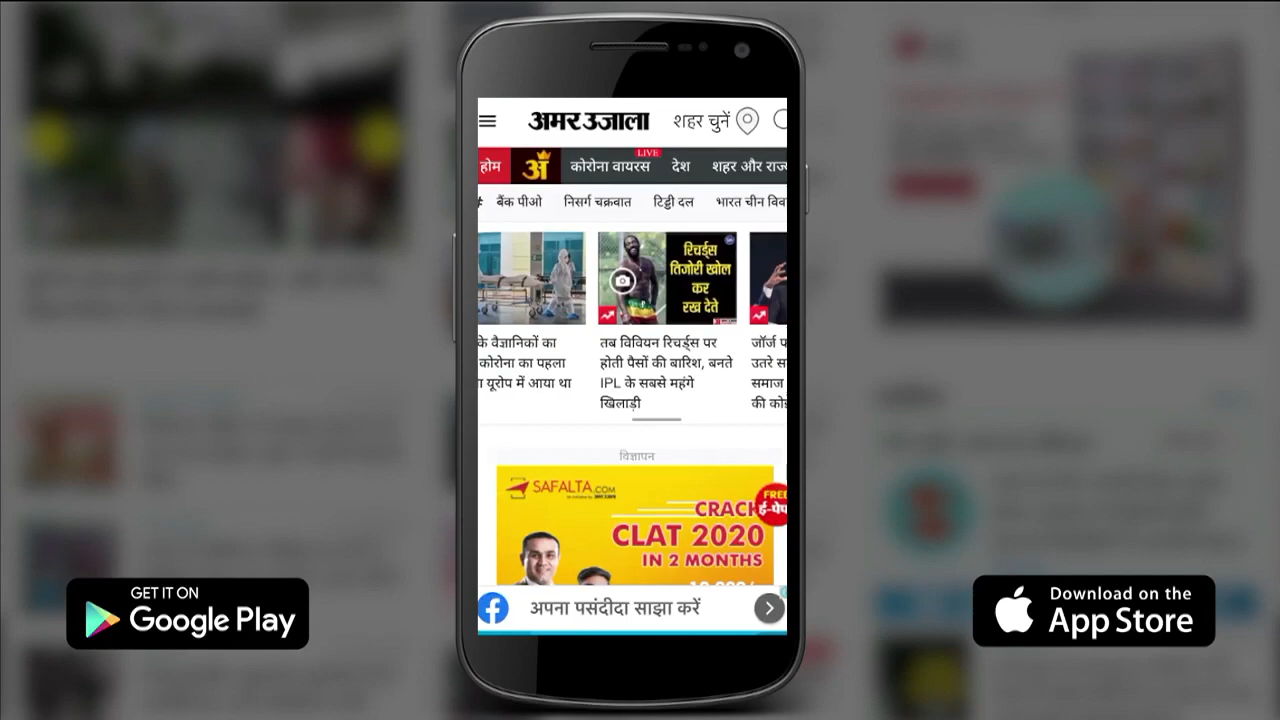 अमर उजाला
शहर चुनें
होम
अं
कोरोना वायरस
LIVE
देश
शहर और राज्
# बैंक पीओ
निसर्ग चक्रवात
टिड्डी दल
भारत चीन विवा
रिचर्ड्स
तिजोरी खोल
कर
रख देते
के वैज्ञानिकों का
कोरोना का पहला
यूरोप में आया था
तब विवियन रिचर्ड्स पर
होती पैसों की बारिश, बनते
IPL के सबसे महंगे
खिलाड़ी
जॉर्ज
उतरे
समाज
की
विज्ञापन
SAFALTA.COM
CRACK
CLAT 2020
IN 2 MONTHS
FREE
ई-पेप
अपना पसंदीदा साझा करें
GET IT ON
Google Play
Download on the
App Store